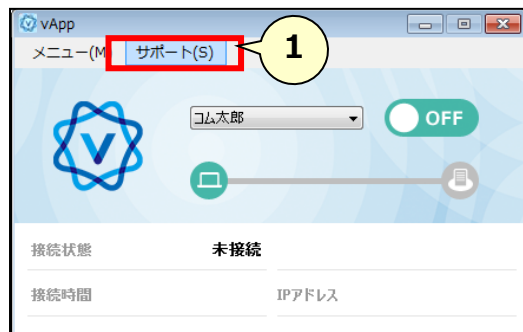 vApp
メニュー(M サポート(S) 1
コム太郎 OFF
V
接続状態 未接続
接続時間 IPアドレス